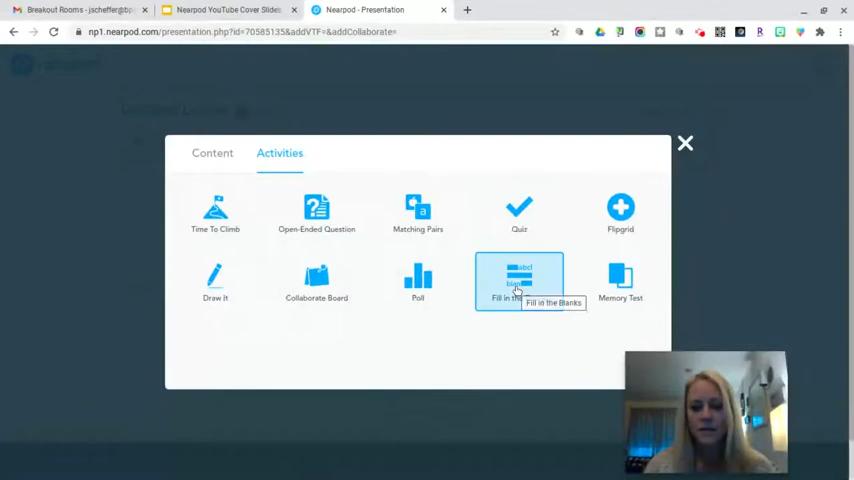 Breakout Rooms - jscheffer@bp
Nearpod YouTube Cover Slides
Nearpod - Presentation
np1.nearpod.com/presentation.php?id=70585135&addVTF=&addCollaborate=
Content
Activities
Time To Climb
Open-Ended Question
Matching Pairs
Quiz
Flipgrid
Draw It
Collaborate Board
Poll
Fill in the
Fill in the Blanks
Memory Test